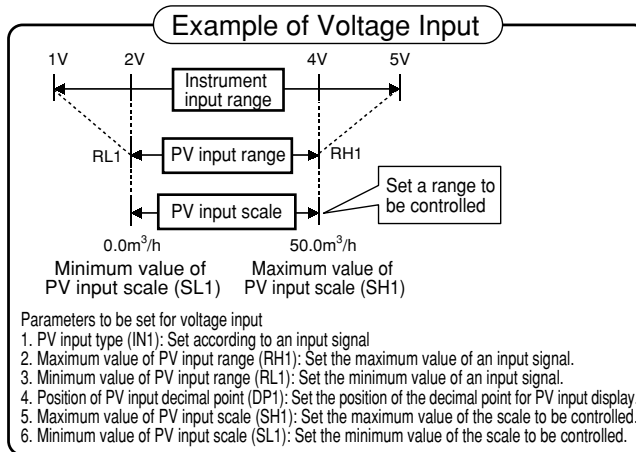 Example of Voltage Input
1V 2V 4V 5V
Instrument
input range
RL1 PV input range RH1
Set a range to
be controlled
PV input scale
0.0m³/h 50.0m³/h
Minimum value of
PV input scale (SL1)
Maximum value of
PV input scale (SH1)
Parameters to be set for voltage input
1. PV input type (IN1): Set according to an input signal
2. Maximum value of PV input range (RH1): Set the maximum value of an input signal.
3. Minimum value of PV input range (RL1): Set the minimum value of an input signal.
4. Position of PV input decimal point (DP1): Set the position of the decimal point for PV input display.
5. Maximum value of PV input scale (SH1): Set the maximum value of the scale to be controlled.
6. Minimum value of PV input scale (SL1): Set the minimum value of the scale to be controlled.